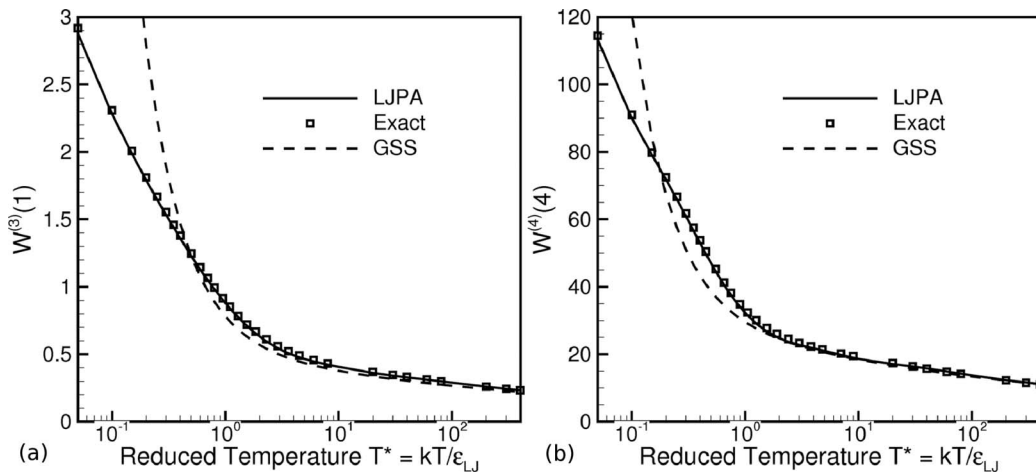 3
2.5
2
1.5
1
0.5
0
W(3)(1)
LJPA
Exact
GSS
10-1
100
101
102
(a)
Reduced Temperature T* = kT/εLJ
120
100
80
60
40
20
0
W(4)(4)
LJPA
Exact
GSS
10-1
100
101
102
(b)
Reduced Temperature T* = kT/εLJ